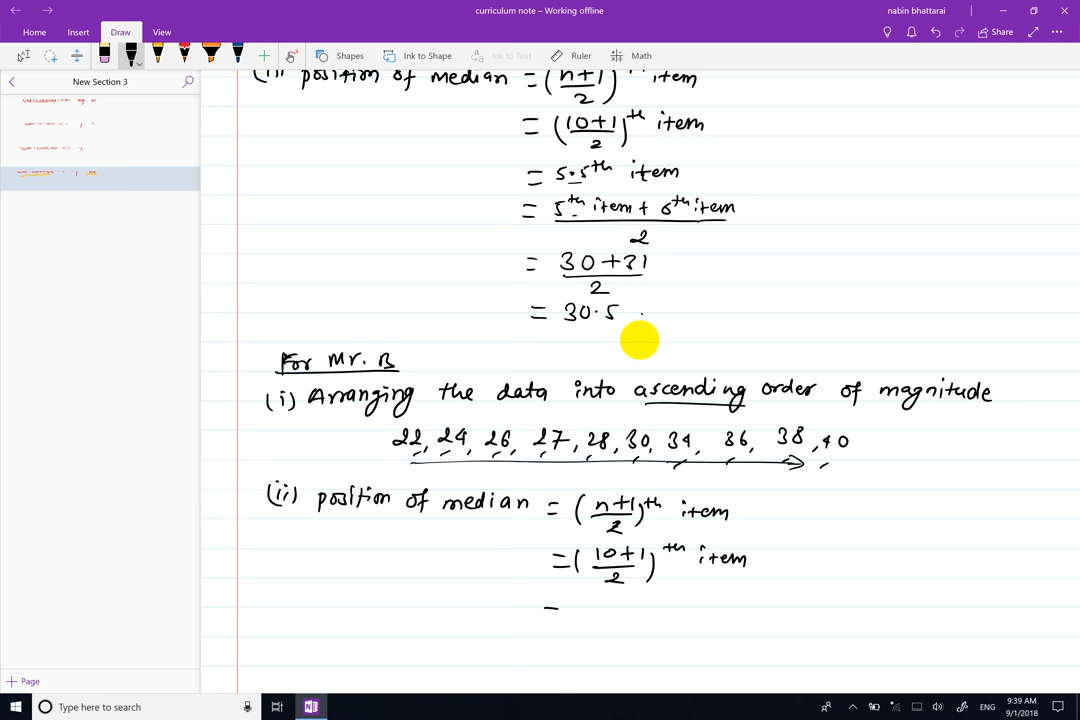 curriculum note – Working offline
nabin bhattarai
Home Insert Draw View
Share
Shapes Ink to Shape Ink to Text Ruler Math
New Section 3
position of median = (n+1/2)th item
= (10+1/2)th item
= 5.5th item
= 5th item + 6th item / 2
= 30+31/2
= 30.5
For Mr. B
(i) Arranging the data into ascending order of magnitude
22, 24, 26, 27, 28, 30, 34, 36, 38, 40
(ii) position of median = (n+1/2)th item
= (10+1/2)th item
=
+ Page
Type here to search
ENG
9:39 AM
9/1/2018